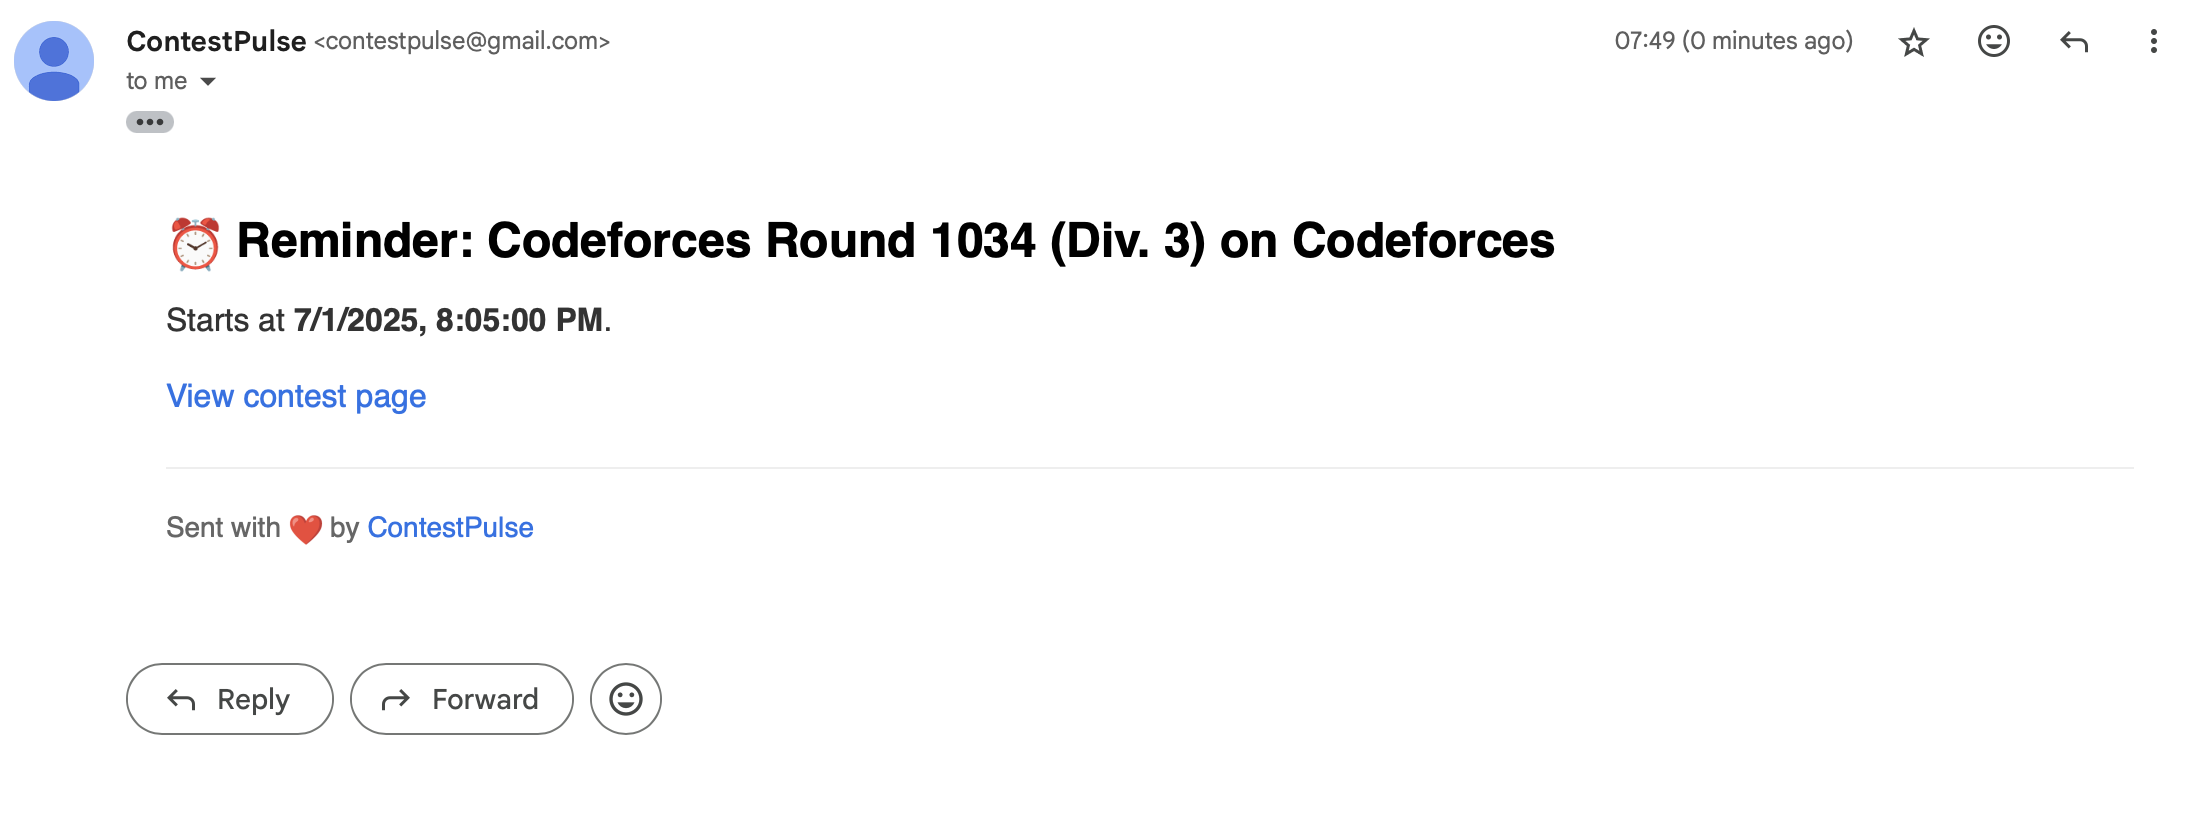 ContestPulse <contestpulse@gmail.com>
07:49 (0 minutes ago)
to me
⏰ Reminder: Codeforces Round 1034 (Div. 3) on Codeforces
Starts at 7/1/2025, 8:05:00 PM.
View contest page
Sent with ❤️ by ContestPulse
Reply
Forward